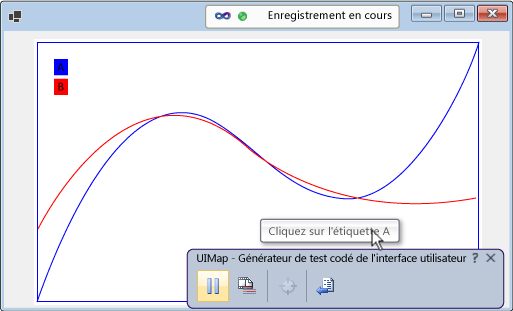 Enregistrement en cours
A
B
Cliquez sur l'étiquette A
UIMap - Générateur de test codé de l'interface utilisateur